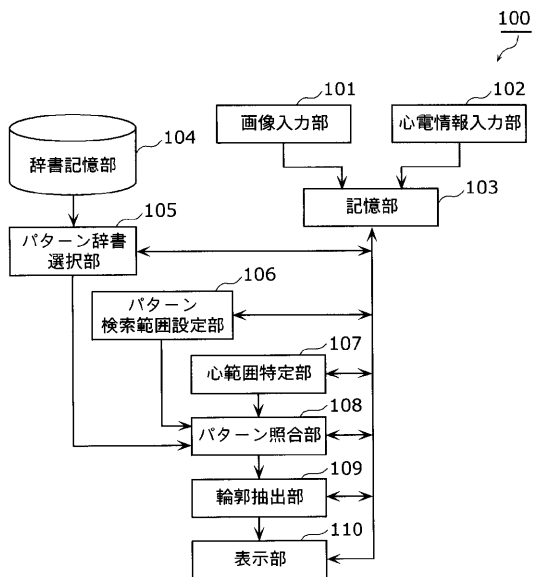 100
101
102
画像入力部
心電情報入力部
104
辞書記憶部
103
記憶部
105
パターン辞書
選択部
106
パターン
検索範囲設定部
107
心範囲特定部
108
パターン照合部
109
輪郭抽出部
110
表示部